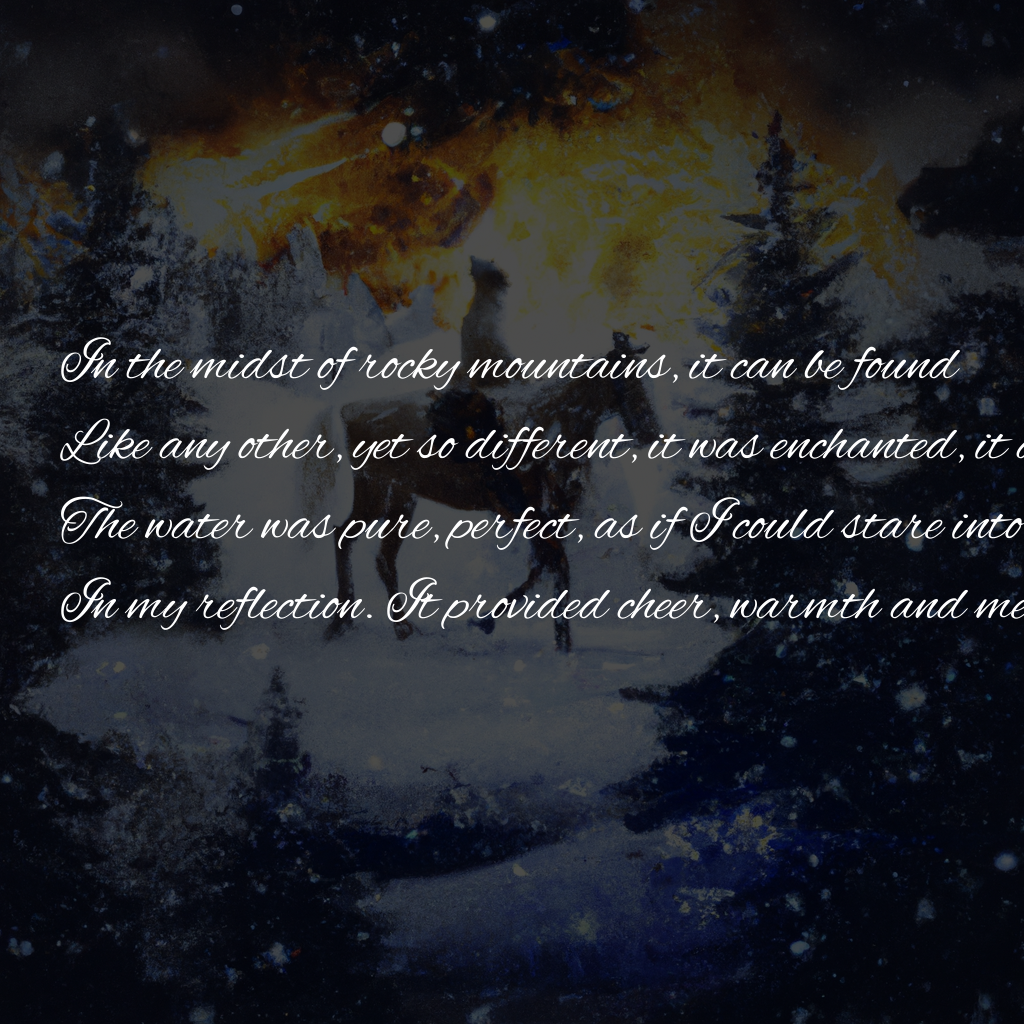 In the midst of rocky mountains, it can be found
Like any other, yet so different, it was enchanted, it
The water was pure, perfect, as if I could stare into
In my reflection. It provided cheer, warmth and